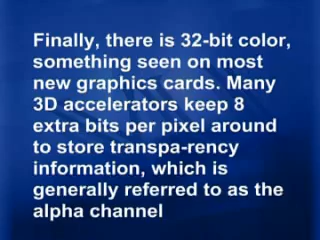 Finally, there is 32-bit color,
something seen on most
new graphics cards. Many
3D accelerators keep 8
extra bits per pixel around
to store transpa-rency
information, which is
generally referred to as the
alpha channel